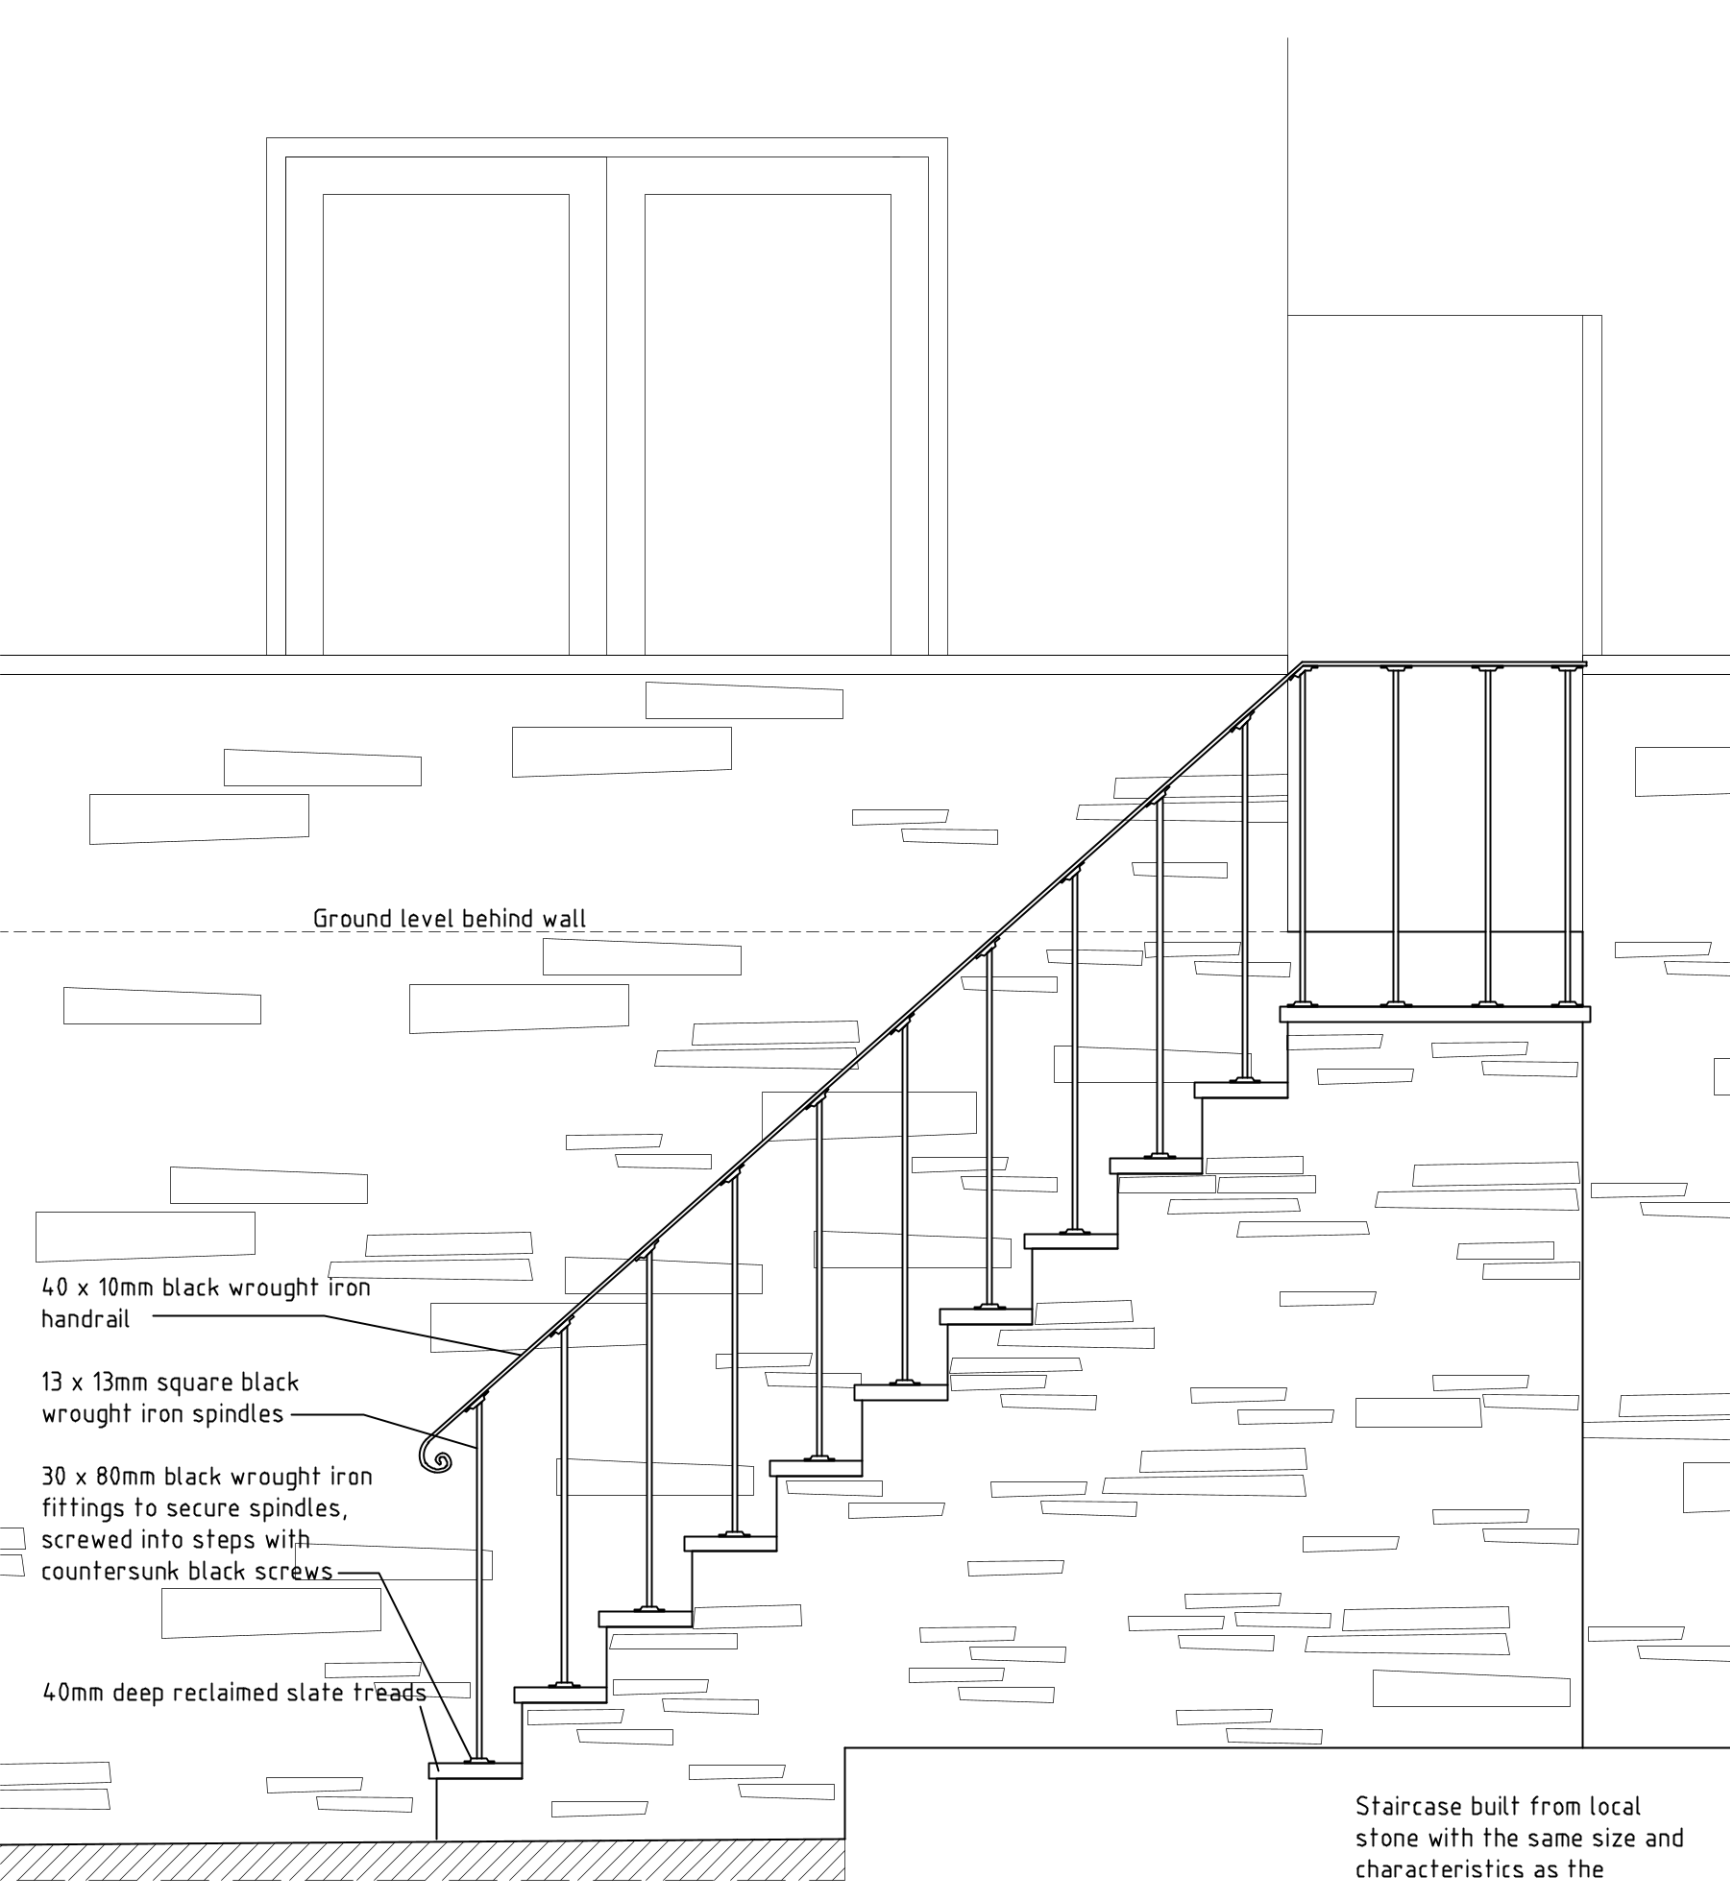 Ground level behind wall
40 x 10mm black wrought iron
handrail
13 x 13mm square black
wrought iron spindles
30 x 80mm black wrought iron
fittings to secure spindles,
screwed into steps with
countersunk black screws
40mm deep reclaimed slate treads
Staircase built from local
stone with the same size and
characteristics as the